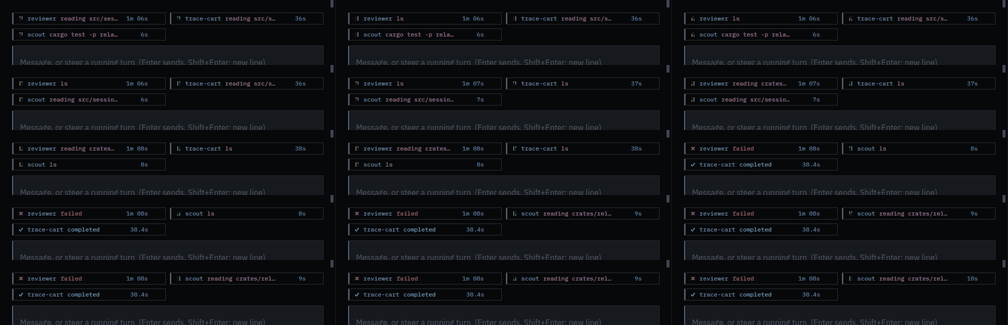 reviewer reading src/ses… 1m 06s trace-cart reading src/s… 36s
scout cargo test -p rela… 6s
Message, or steer a running turn. (Enter sends, Shift+Enter: new line)
reviewer ls 1m 06s trace-cart reading src/s… 36s
scout cargo test -p rela… 6s
Message, or steer a running turn. (Enter sends, Shift+Enter: new line)
reviewer ls 1m 06s trace-cart reading src/s… 36s
scout cargo test -p rela… 6s
Message, or steer a running turn. (Enter sends, Shift+Enter: new line)
reviewer ls 1m 06s trace-cart reading src/s… 36s
scout reading src/sessio… 6s
Message, or steer a running turn. (Enter sends, Shift+Enter: new line)
reviewer ls 1m 07s trace-cart ls 37s
scout reading src/sessio… 7s
Message, or steer a running turn. (Enter sends, Shift+Enter: new line)
reviewer reading crates… 1m 07s trace-cart ls 37s
scout reading src/sessio… 7s
Message, or steer a running turn. (Enter sends, Shift+Enter: new line)
reviewer reading crates… 1m 08s trace-cart ls 38s
scout ls 8s
Message, or steer a running turn. (Enter sends, Shift+Enter: new line)
reviewer reading crates… 1m 08s trace-cart ls 38s
scout ls 8s
Message, or steer a running turn. (Enter sends, Shift+Enter: new line)
✕ reviewer failed 1m 08s scout ls 8s
✓ trace-cart completed 38.4s
Message, or steer a running turn. (Enter sends, Shift+Enter: new line)
✕ reviewer failed 1m 08s scout ls 8s
✓ trace-cart completed 38.4s
Message, or steer a running turn. (Enter sends, Shift+Enter: new line)
✕ reviewer failed 1m 08s scout reading crates/rel… 9s
✓ trace-cart completed 38.4s
Message, or steer a running turn. (Enter sends, Shift+Enter: new line)
✕ reviewer failed 1m 08s scout reading crates/rel… 9s
✓ trace-cart completed 38.4s
Message, or steer a running turn. (Enter sends, Shift+Enter: new line)
✕ reviewer failed 1m 08s scout reading crates/rel… 9s
✓ trace-cart completed 38.4s
Message, or steer a running turn. (Enter sends, Shift+Enter: new line)
✕ reviewer failed 1m 08s scout reading crates/rel… 9s
✓ trace-cart completed 38.4s
Message, or steer a running turn. (Enter sends, Shift+Enter: new line)
✕ reviewer failed 1m 08s scout reading crates/rel… 10s
✓ trace-cart completed 38.4s
Message, or steer a running turn. (Enter sends, Shift+Enter: new line)